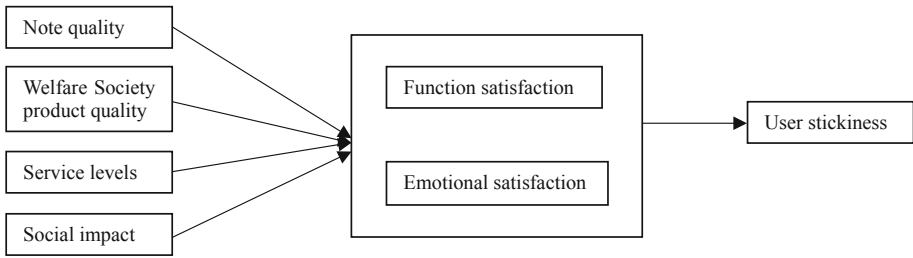 Note quality
Welfare Society
product quality
Service levels
Social impact
Function satisfaction
Emotional satisfaction
User stickiness